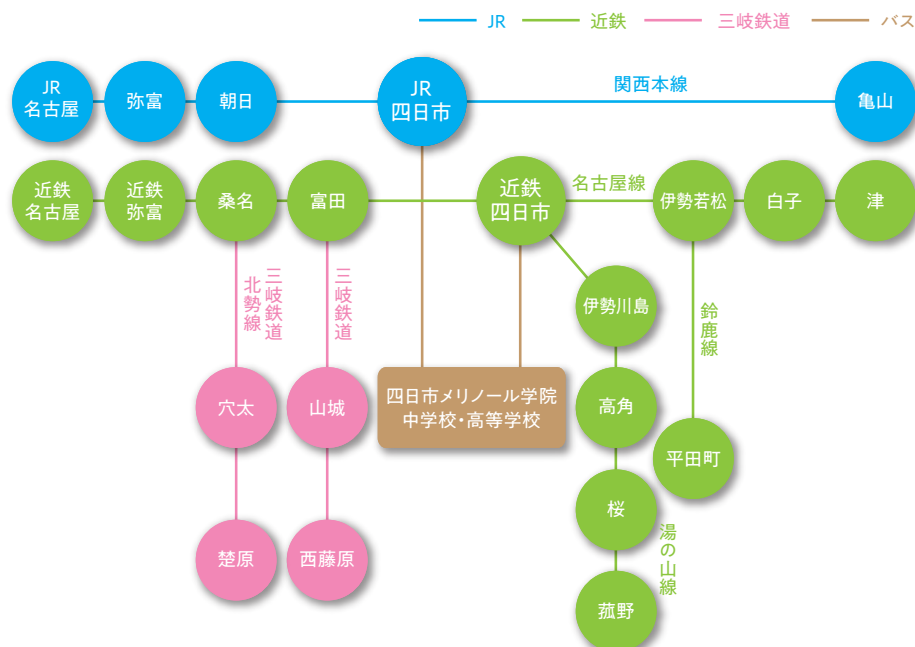 JR
近鉄
三岐鉄道
バス
JR
名古屋
弥富
朝日
JR
四日市
関西本線
亀山
近鉄
名古屋
近鉄
弥富
桑名
富田
近鉄
四日市
名古屋線
伊勢若松
白子
津
三岐鉄道
北勢線
三岐鉄道
伊勢川島
鈴鹿線
穴太
山城
四日市メリノール学院
中学校・高等学校
高角
平田町
桜
湯の山線
楚原
西藤原
菰野